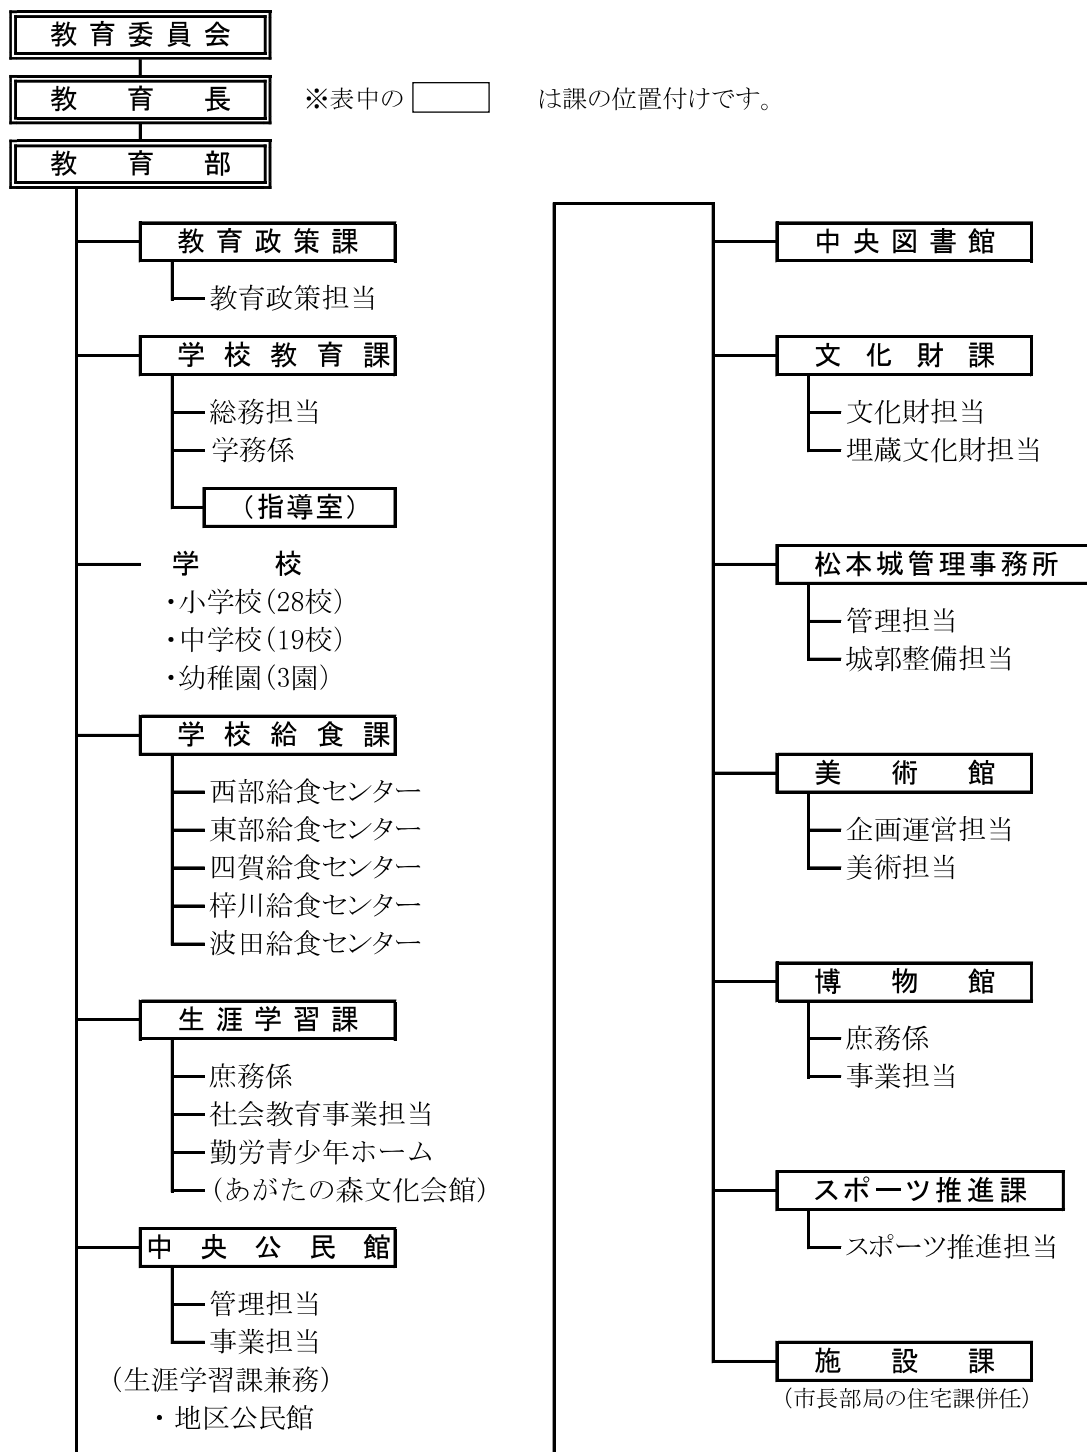 教育委員会
教育長
※表中の　は課の位置付けです。
教育部
教育政策課
教育政策担当
学校教育課
総務担当
学務係
（指導室）
学校
・小学校（28校）
・中学校（19校）
・幼稚園（3園）
学校給食課
西部給食センター
東部給食センター
四賀給食センター
梓川給食センター
波田給食センター
生涯学習課
庶務係
社会教育事業担当
勤労青少年ホーム
（あがたの森文化会館）
中央公民館
管理担当
事業担当
（生涯学習課兼務）
・地区公民館
中央図書館
文化財課
文化財担当
埋蔵文化財担当
松本城管理事務所
管理担当
城郭整備担当
美術館
企画運営担当
美術担当
博物館
庶務係
事業担当
スポーツ推進課
スポーツ推進担当
施設課
（市長部局の住宅課併任）